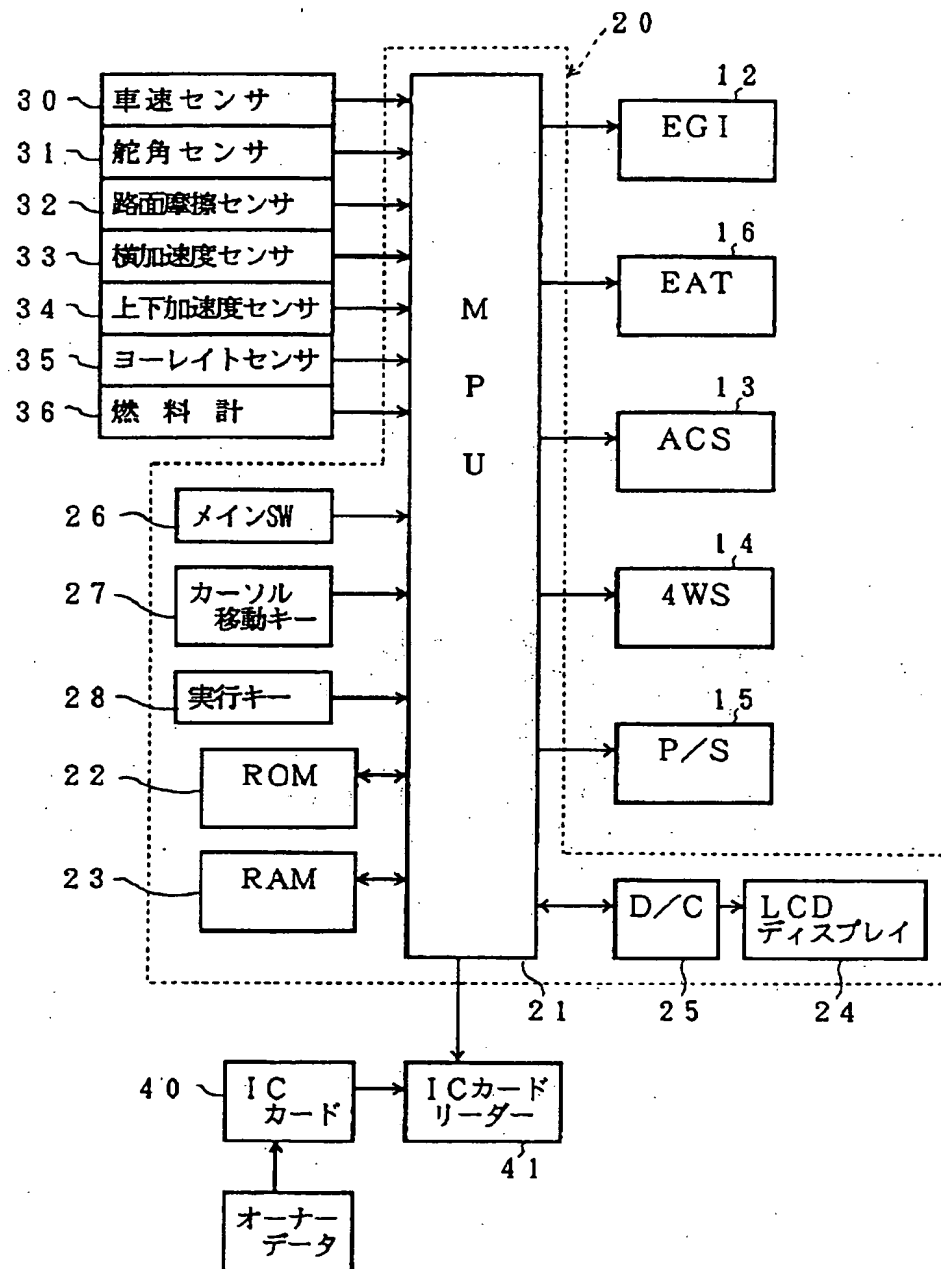 20
30 車速センサ
31 舵角センサ
32 路面摩擦センサ
33 横加速度センサ
34 上下加速度センサ
35 ヨーレイトセンサ
36 燃料計
26 メインSW
27 カーソル
移動キー
28 実行キー
22 ROM
23 RAM
M
P
U
21
12
EGI
16
EAT
13
ACS
14
4WS
15
P/S
D/C
25
LCD
ディスプレイ
24
40 IC
カード
ICカード
リーダー
41
オーナー
データ